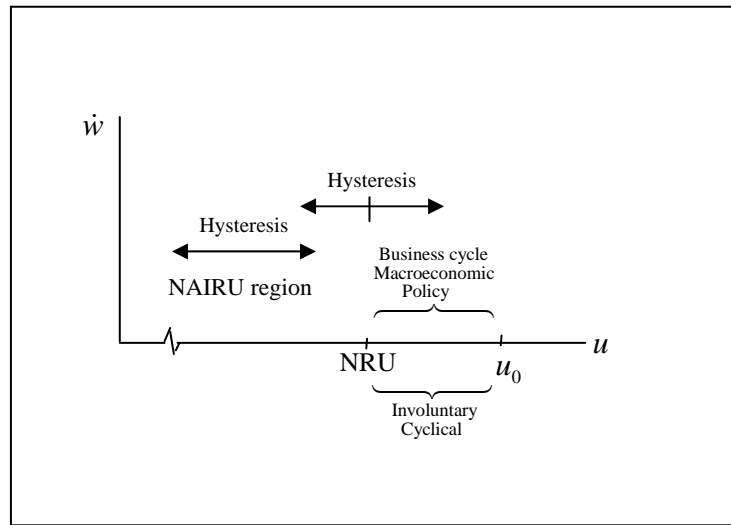 ẇ
Hysteresis
Hysteresis
Business cycle
Macroeconomic
Policy
NAIRU region
NRU
u₀
u
Involuntary
Cyclical